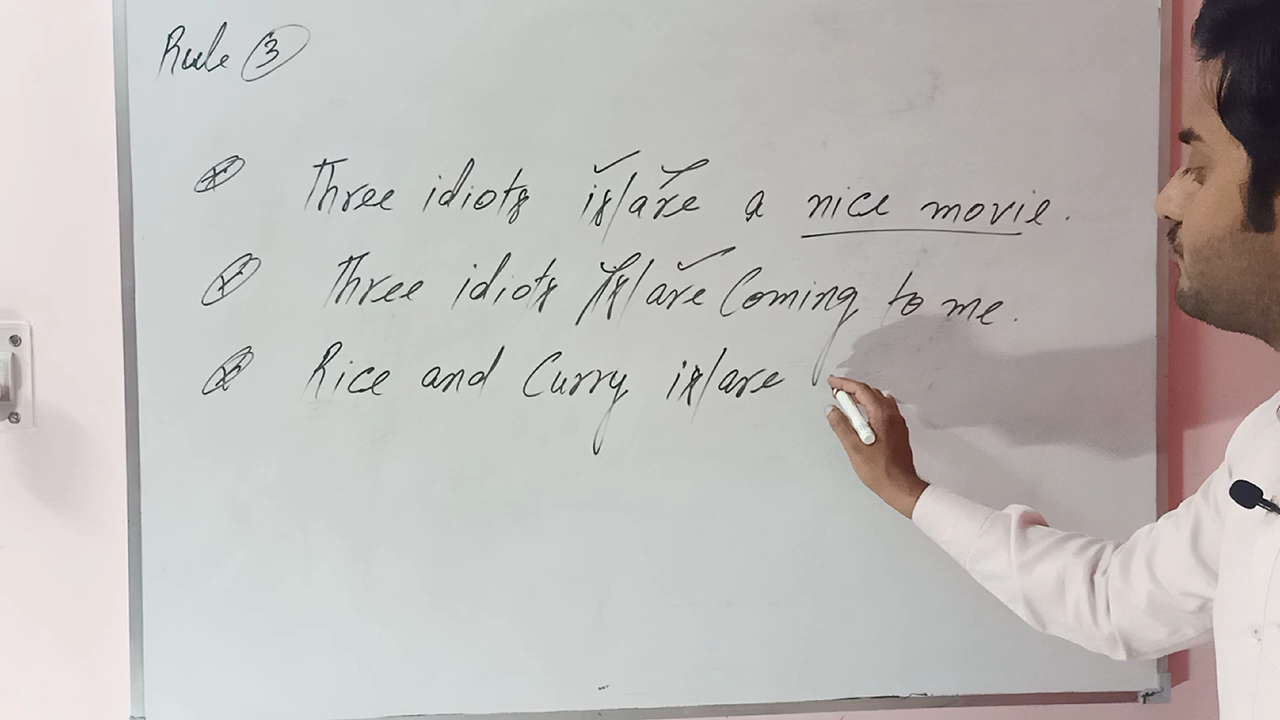 Rule 3
Three idiots is/are a nice movie.
Three idiots is/are Coming to me.
Rice and Curry is/are